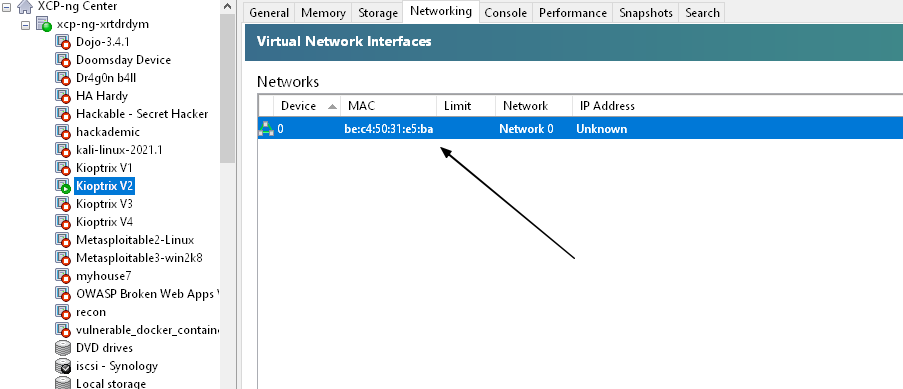 XCP-ng Center
xcp-ng-xrtdrdym
Dojo-3.4.1
Doomsday Device
Dr4g0n b4ll
HA Hardy
Hackable - Secret Hacker
hackademic
kali-linux-2021.1
Kioptrix V1
Kioptrix V2
Kioptrix V3
Kioptrix V4
Metasploitable2-Linux
Metasploitable3-win2k8
myhouse7
OWASP Broken Web Apps V
recon
vulnerable_docker_containe
DVD drives
iscsi - Synology
Local storage
General Memory Storage Networking Console Performance Snapshots Search
Virtual Network Interfaces
Networks
Device MAC Limit Network IP Address
0 be:c4:50:31:e5:ba Network 0 Unknown